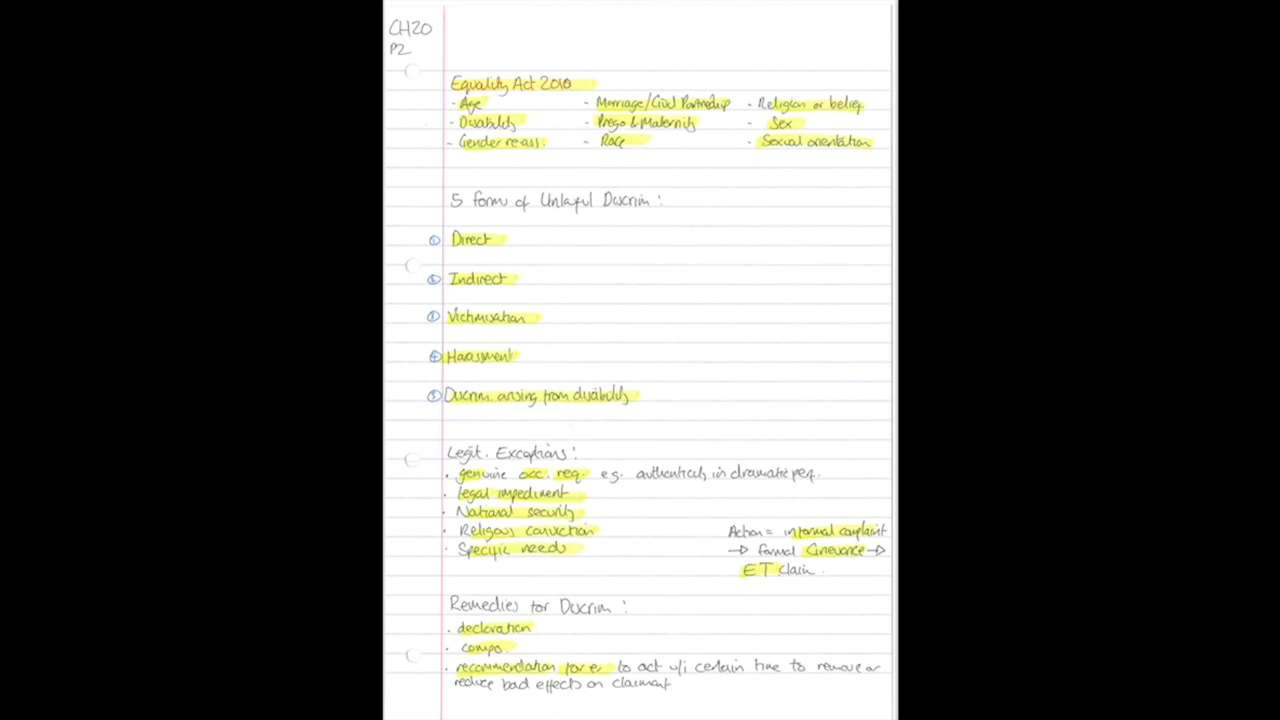 CH20
P2
Equality Act 2010
- Age - Marriage/Civil Partnership - Religion or belief
- Disability - Preg & Maternity - Sex
- Gender re-ass. - Race - Sexual orientation
5 forms of Unlawful Discrim:
① Direct
② Indirect
③ Victimisation
④ Harassment
⑤ Discrim. arising from disability
Legit. Exceptions:
· genuine occ. req. e.g. authenticity in dramatic per.
· legal impediment
· National security
· Religious conviction
· Specific needs
Action = informal complaint
→ formal Grievance →
ET claim.
Remedies for Discrim:
· declaration
· compo.
· recommendation for er to act w/i certain time to remove or
reduce bad effects on claimant